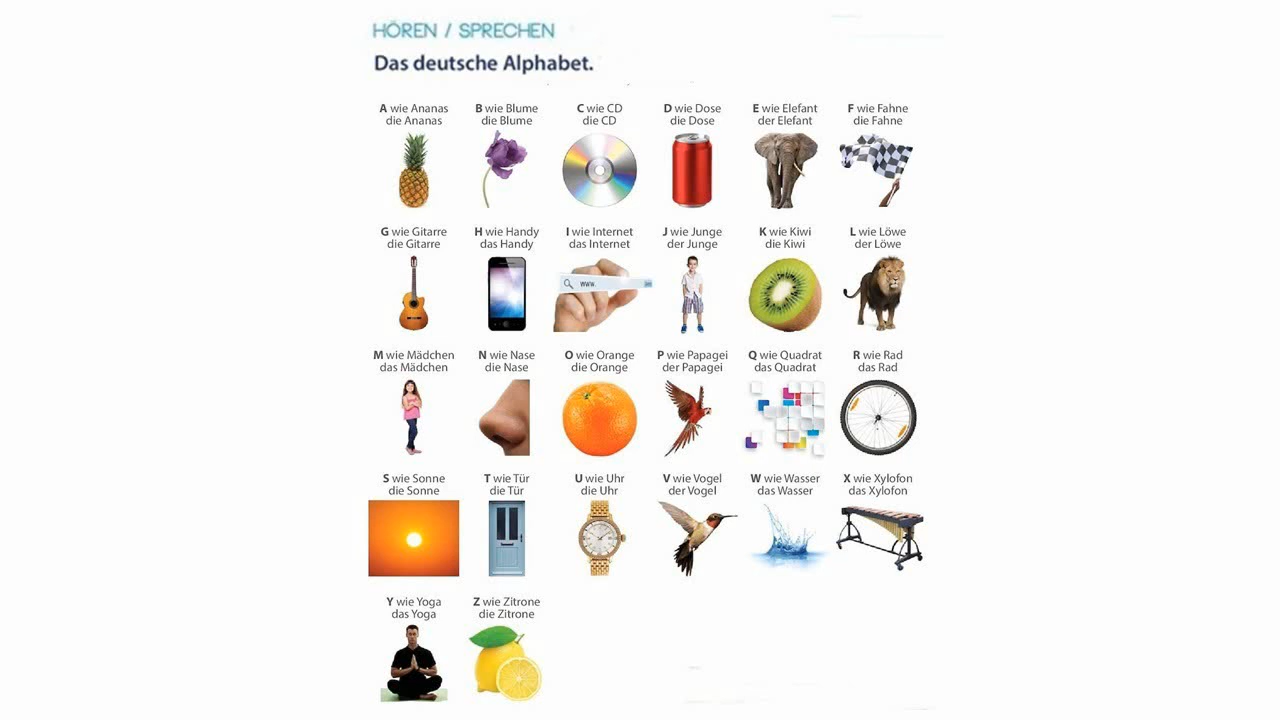 HÖREN / SPRECHEN
Das deutsche Alphabet.
A wie Ananas
die Ananas
B wie Blume
die Blume
C wie CD
die CD
D wie Dose
die Dose
E wie Elefant
der Elefant
F wie Fahne
die Fahne
G wie Gitarre
die Gitarre
H wie Handy
das Handy
I wie Internet
das Internet
www.
J wie Junge
der Junge
K wie Kiwi
die Kiwi
L wie Löwe
der Löwe
M wie Mädchen
das Mädchen
N wie Nase
die Nase
O wie Orange
die Orange
P wie Papagei
der Papagei
Q wie Quadrat
das Quadrat
R wie Rad
das Rad
S wie Sonne
die Sonne
T wie Tür
die Tür
U wie Uhr
die Uhr
V wie Vogel
der Vogel
W wie Wasser
das Wasser
X wie Xylofon
das Xylofon
Y wie Yoga
das Yoga
Z wie Zitrone
die Zitrone